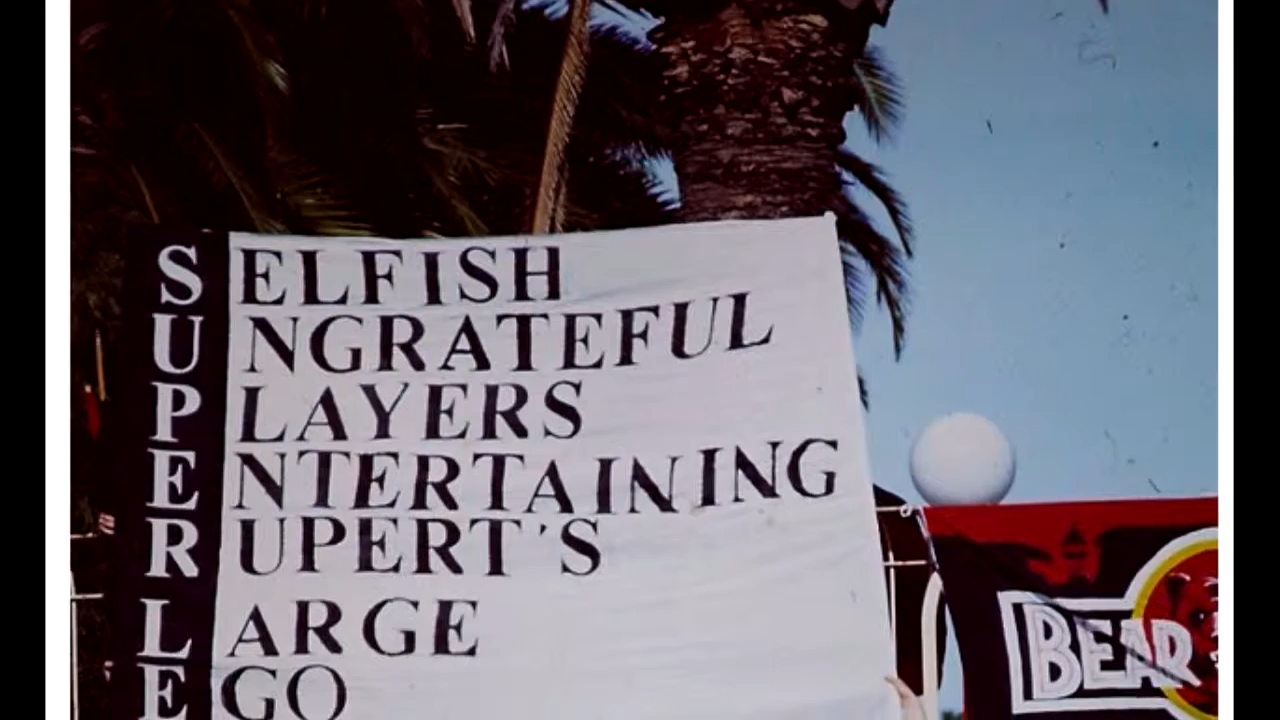 SELFISH
UNGRATEFUL
PLAYERS
ENTERTAINING
RUPERT'S
LARGE
EGO
BEAR